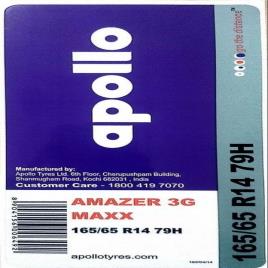 apollo
go the distance™
Manufactured by:
Apollo Tyres Ltd. 6th Floor, Cherupushpam Building,
Shanmugham Road, Kochi 682031 , India
Customer Care - 1800 419 7070
AMAZER 3G
MAXX
165/65 R14 79H
apollotyres.com
165/65 R14 79H